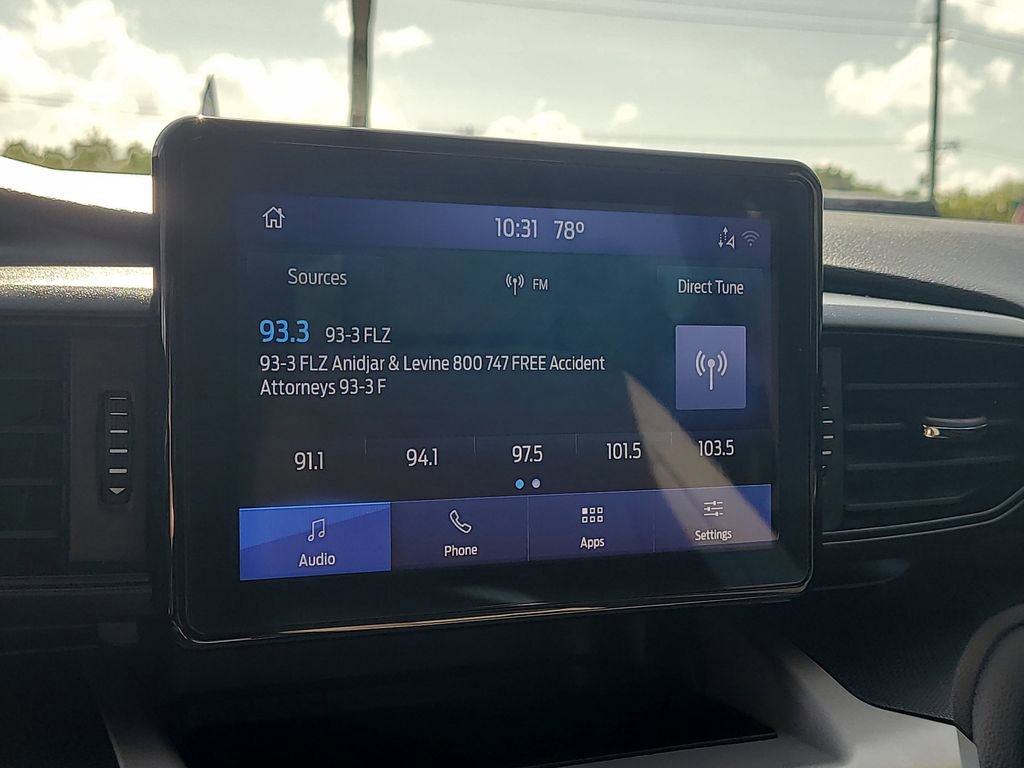 10:31 78º
Sources
FM
Direct Tune
93.3 93-3 FLZ
93-3 FLZ Anidjar & Levine 800 747 FREE Accident
Attorneys 93-3 F
91.1 94.1 97.5 101.5 103.5
Audio Phone Apps Settings